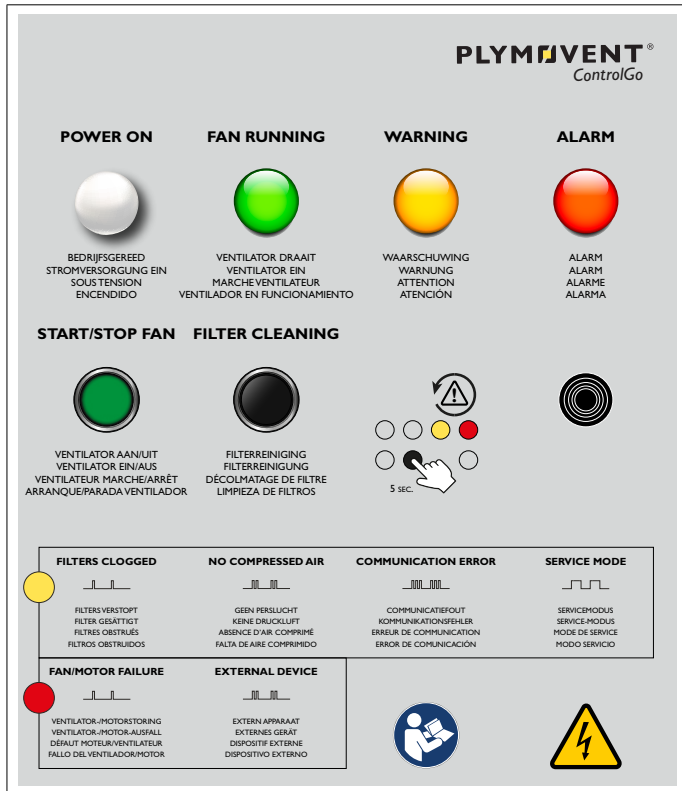 PLYMOVENT®
ControlGo
POWER ON
BEDRIJFSGEREED
STROMVERSORGUNG EIN
SOUS TENSION
ENCENDIDO
FAN RUNNING
VENTILATOR DRAAIT
VENTILATOR EIN
MARCHE VENTILATEUR
VENTILADOR EN FUNCIONAMIENTO
WARNING
WAARSCHUWING
WARNUNG
ATTENTION
ATENCIÓN
ALARM
ALARM
ALARM
ALARME
ALARMA
START/STOP FAN
VENTILATOR AAN/UIT
VENTILATOR EIN/AUS
VENTILATEUR MARCHE/ARRÊT
ARRANQUE/PARADA VENTILADOR
FILTER CLEANING
FILTERREINIGING
FILTERREINIGUNG
DÉCOLMATAGE DE FILTRE
LIMPIEZA DE FILTROS
5 SEC.
FILTERS CLOGGED
FILTERS VERSTOPT
FILTER GESÄTTIGT
FILTRES OBSTRUÉS
FILTROS OBSTRUIDOS
NO COMPRESSED AIR
GEEN PERSLUCHT
KEINE DRUCKLUFT
ABSENCE D'AIR COMPRIMÉ
FALTA DE AIRE COMPRIMIDO
COMMUNICATION ERROR
COMMUNICATIEFOUT
KOMMUNIKATIONSFEHLER
ERREUR DE COMMUNICATION
ERROR DE COMUNICACIÓN
SERVICE MODE
SERVICEMODUS
SERVICE-MODUS
MODE DE SERVICE
MODO SERVICIO
FAN/MOTOR FAILURE
VENTILATOR-/MOTORSTORING
VENTILATOR-/MOTOR-AUSFALL
DÉFAUT MOTEUR/VENTILATEUR
FALLO DEL VENTILADOR/MOTOR
EXTERNAL DEVICE
EXTERN APPARAAT
EXTERNES GERÄT
DISPOSITIF EXTERNE
DISPOSITIVO EXTERNO